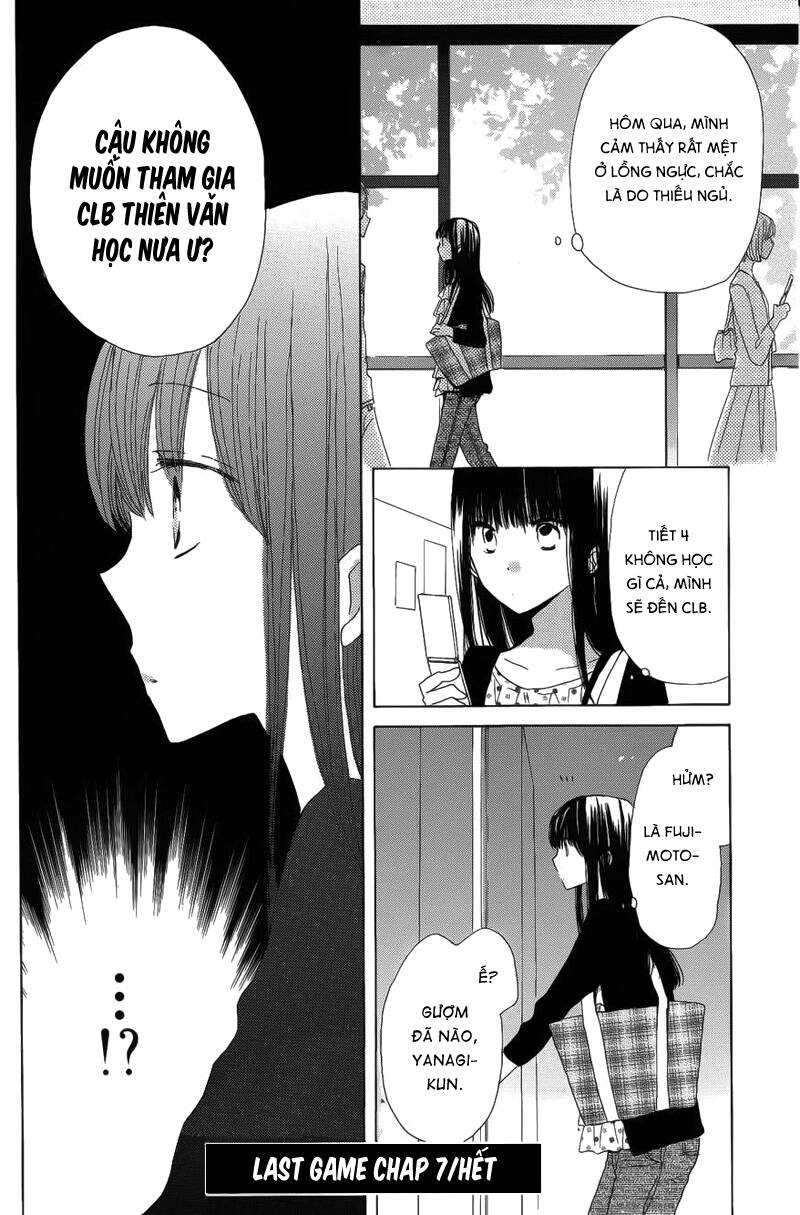 HÔM QUA, MÌNH
CẢM THẤY RẤT MỆT
Ở LỒNG NGỰC, CHẮC
LÀ DO THIẾU NGỦ.
TIẾT 4
KHÔNG HỌC
GÌ CẢ, MÌNH
SẼ ĐẾN CLB.
HỬM?
LÀ FUJI-
MOTO-
SAN.
Ế?
GƯỢM
ĐÃ NÀO,
YANAGI-
KUN.
CẬU KHÔNG
MUỐN THAM GIA
CLB THIÊN VĂN
HỌC NƯA Ư?
...!?
LAST GAME CHAP 7/HẾT